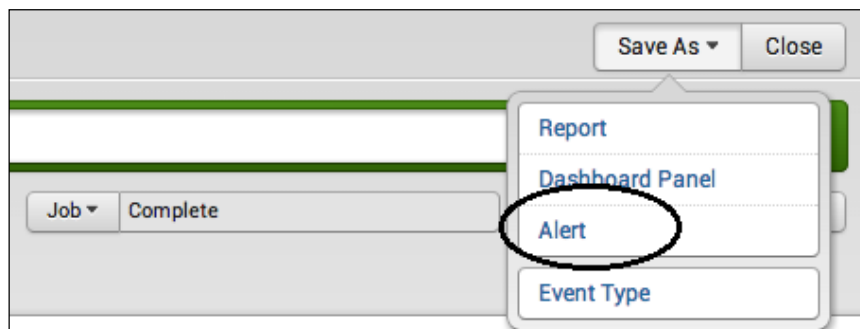 Save As Close
Report
Dashboard Panel
Job Complete
Alert
Event Type